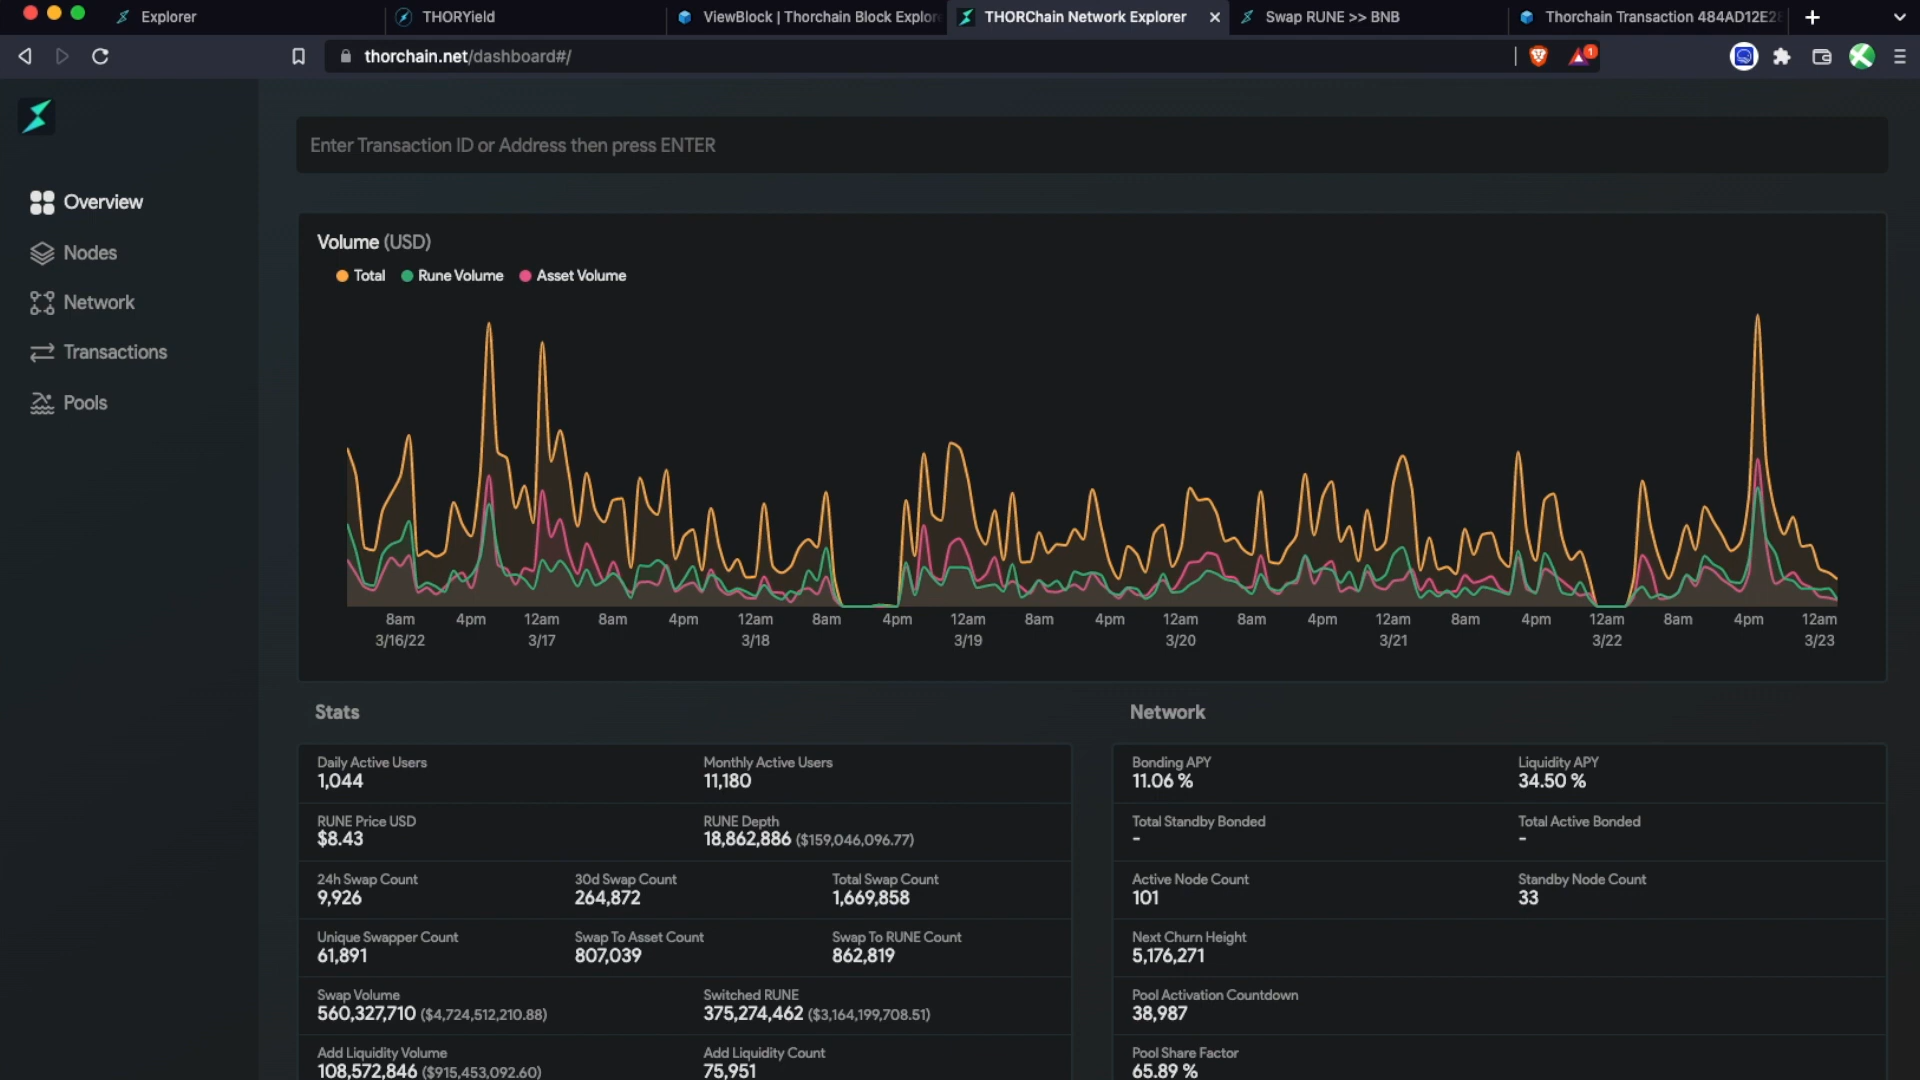 Explorer
THORYield
ViewBlock | Thorchain Block Explor
THORChain Network Explorer
Swap RUNE >> BNB
Thorchain Transaction 484AD12E2
thorchain.net/dashboard#/
1
Enter Transaction ID or Address then press ENTER
Overview
Nodes
Network
Transactions
Pools
Volume (USD)
Total Rune Volume Asset Volume
8am 4pm 12am 8am 4pm 12am 8am 4pm 12am 8am 4pm 12am 8am 4pm 12am 8am 4pm 12am 8am 4pm 12am
3/16/22 3/17 3/18 3/19 3/20 3/21 3/22 3/23
Stats
Daily Active Users Monthly Active Users
1,044 11,180
RUNE Price USD RUNE Depth
$8.43 18,862,886 ($159,046,096.77)
24h Swap Count 30d Swap Count Total Swap Count
9,926 264,872 1,669,858
Unique Swapper Count Swap To Asset Count Swap To RUNE Count
61,891 807,039 862,819
Swap Volume Switched RUNE
560,327,710 ($4,724,512,210.88) 375,274,462 ($3,164,199,708.51)
Add Liquidity Volume Add Liquidity Count
108,572,846 ($915,453,092.60) 75,951
Network
Bonding APY Liquidity APY
11.06 % 34.50 %
Total Standby Bonded Total Active Bonded
- -
Active Node Count Standby Node Count
101 33
Next Churn Height
5,176,271
Pool Activation Countdown
38,987
Pool Share Factor
65.89 %